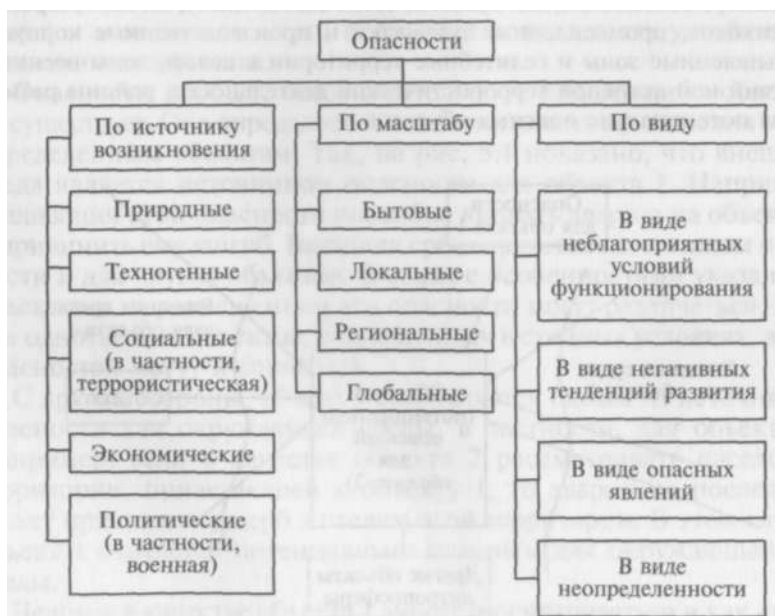 Опасности
По источнику
возникновения
Природные
Техногенные
Социальные
(в частности,
террористическая)
Экономические
Политические
(в частности,
военная)
По масштабу
Бытовые
Локальные
Региональные
Глобальные
По виду
В виде
неблагоприятных
условий
функционирования
В виде негативных
тенденций развития
В виде опасных
явлений
В виде
неопределенности